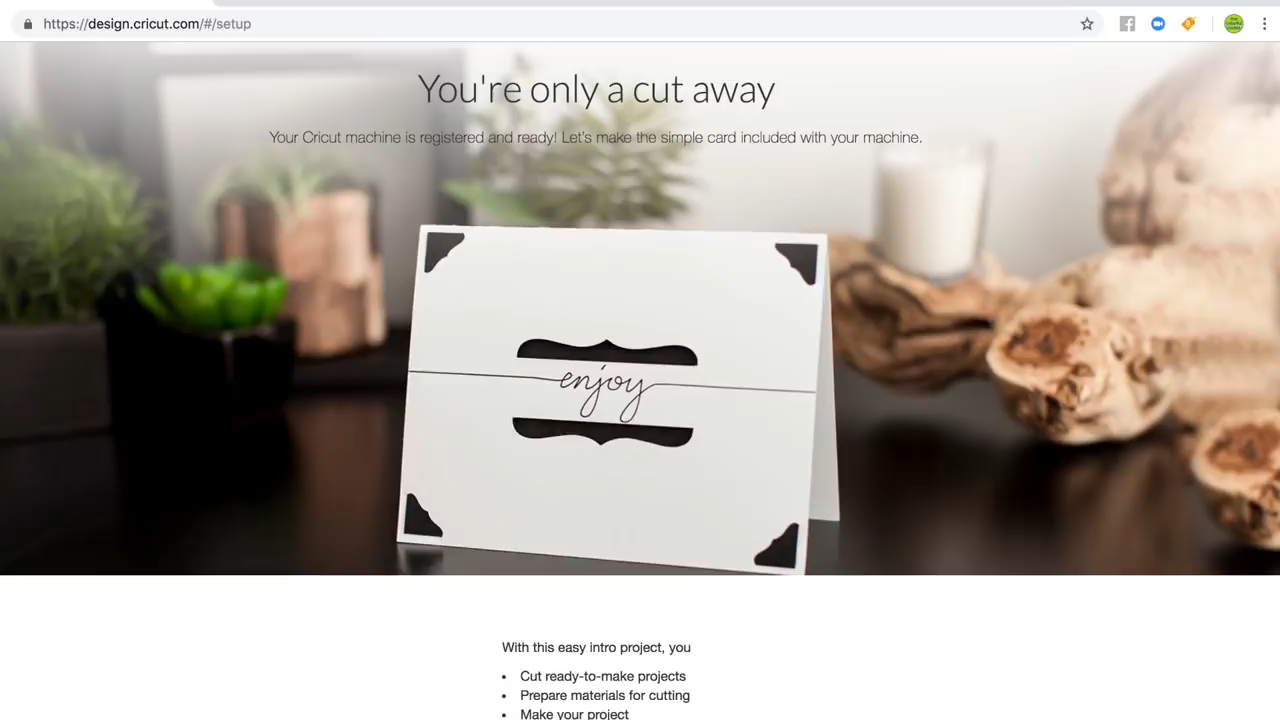 https://design.cricut.com/#/setup
You're only a cut away
Your Cricut machine is registered and ready! Let's make the simple card included with your machine.
enjoy
With this easy intro project, you
• Cut ready-to-make projects
• Prepare materials for cutting
• Make your project